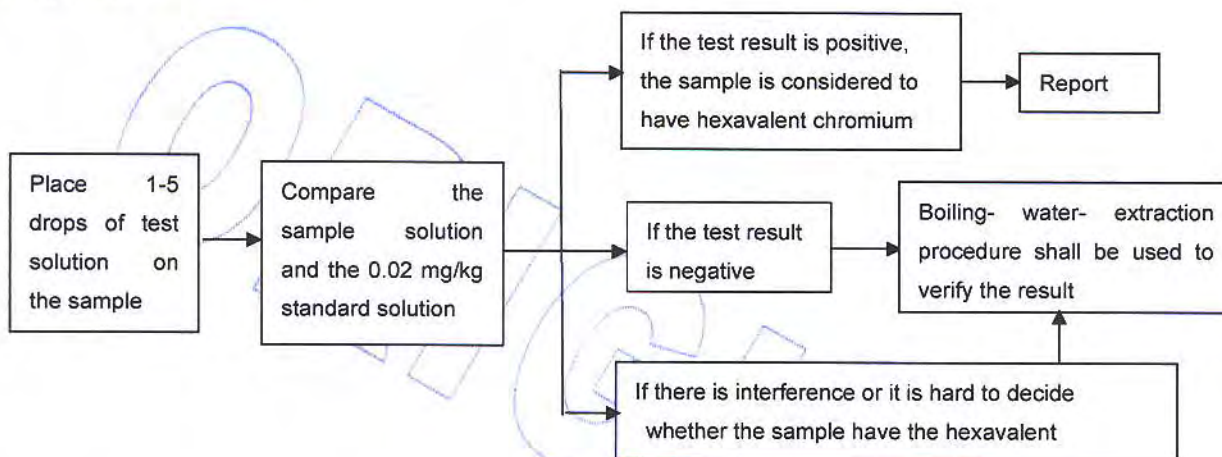 Place 1-5
drops of test
solution on
the sample
Compare the
sample solution
and the 0.02 mg/kg
standard solution
If the test result is positive,
the sample is considered to
have hexavalent chromium
Report
If the test result
is negative
Boiling- water- extraction
procedure shall be used to
verify the result
If there is interference or it is hard to decide
whether the sample have the hexavalent